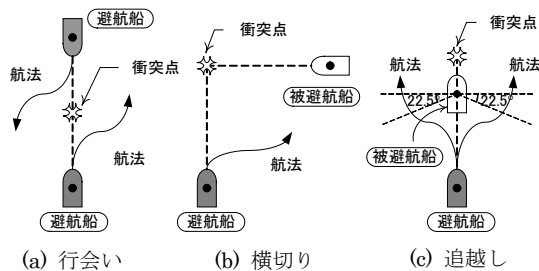 避航船
衝突点
航法
航法
避航船
(a) 行会い
衝突点
被避航船
航法
避航船
(b) 横切り
衝突点
航法
航法
22.5°
22.5°
被避航船
避航船
(c) 追越し